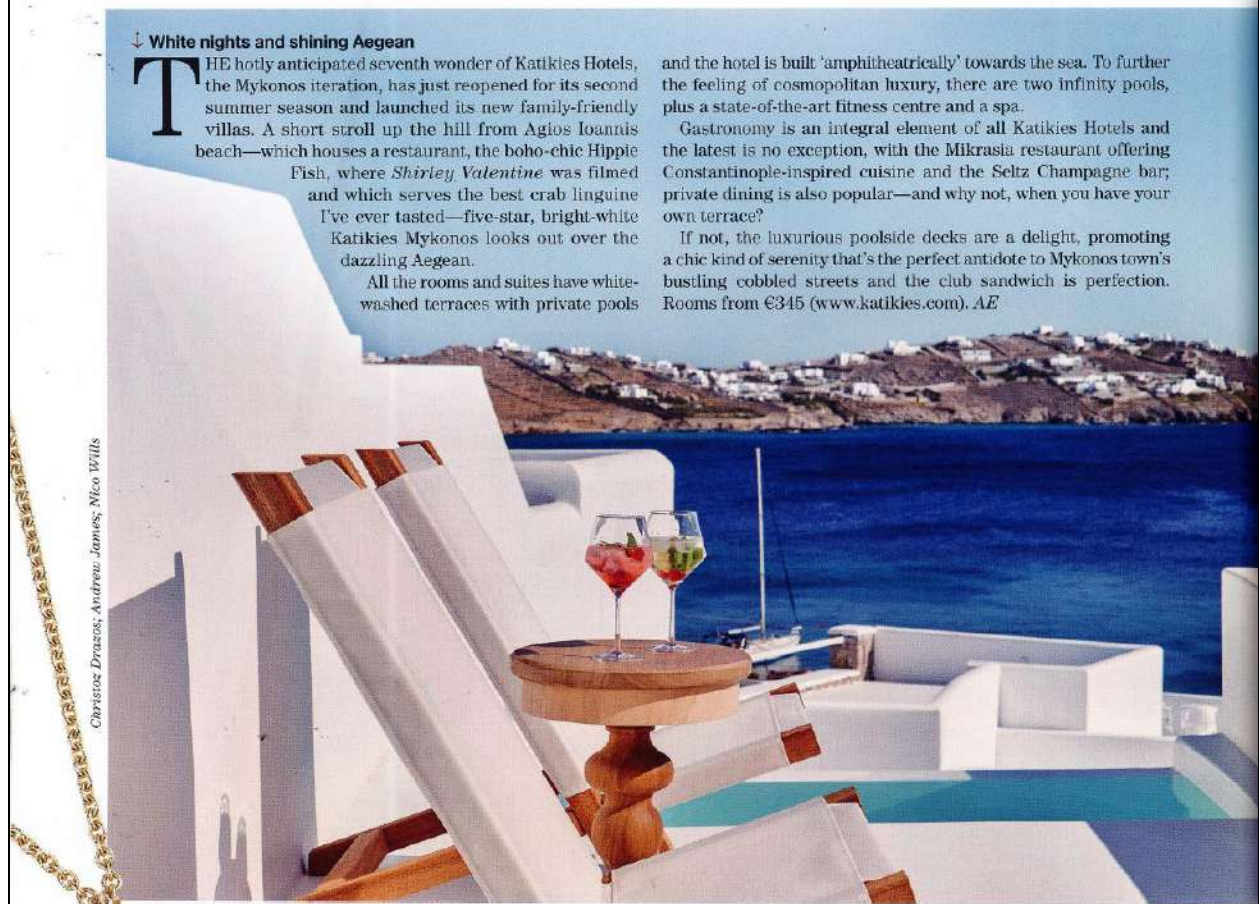 ↓ White nights and shining Aegean
THE hotly anticipated seventh wonder of Katikies Hotels,
the Mykonos iteration, has just reopened for its second
summer season and launched its new family-friendly
villas. A short stroll up the hill from Agios Ioannis
beach—which houses a restaurant, the boho-chic Hippie
Fish, where Shirley Valentine was filmed
and which serves the best crab linguine
I've ever tasted—five-star, bright-white
Katikies Mykonos looks out over the
dazzling Aegean.
All the rooms and suites have white-
washed terraces with private pools
and the hotel is built 'amphitheatrically' towards the sea. To further
the feeling of cosmopolitan luxury, there are two infinity pools,
plus a state-of-the-art fitness centre and a spa.
Gastronomy is an integral element of all Katikies Hotels and
the latest is no exception, with the Mikrasia restaurant offering
Constantinople-inspired cuisine and the Seltz Champagne bar;
private dining is also popular—and why not, when you have your
own terrace?
If not, the luxurious poolside decks are a delight, promoting
a chic kind of serenity that's the perfect antidote to Mykonos town's
bustling cobbled streets and the club sandwich is perfection.
Rooms from €345 (www.katikies.com). AE
Christoz Drazos; Andrew James; Nico Wills